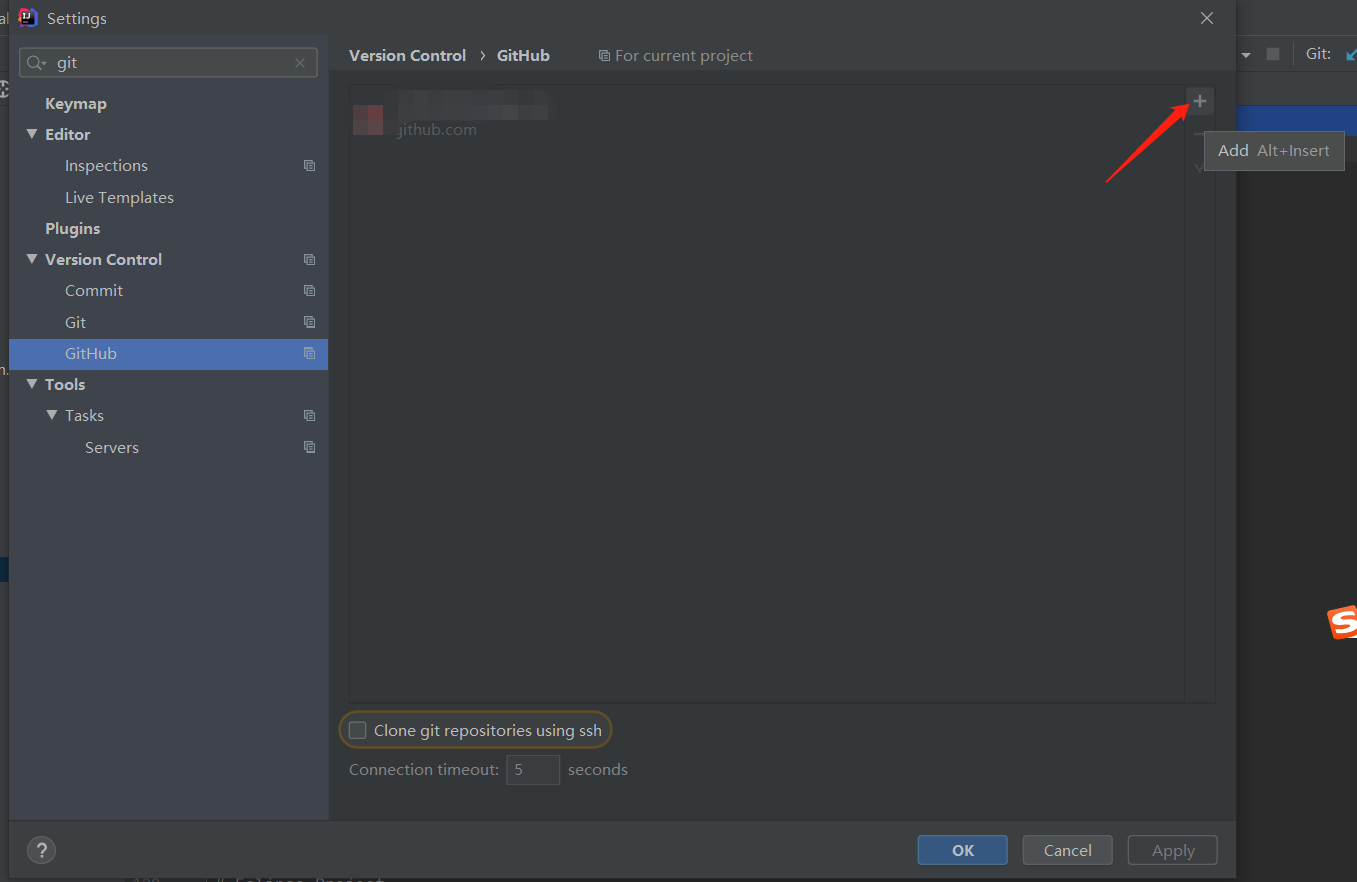 Settings
git
Version Control › GitHub For current project
Git:
Keymap
Editor
Inspections
Live Templates
Plugins
Version Control
Commit
Git
GitHub
Tools
Tasks
Servers
github.com
Add Alt+Insert
Clone git repositories using ssh
Connection timeout: 5 seconds
? OK Cancel Apply